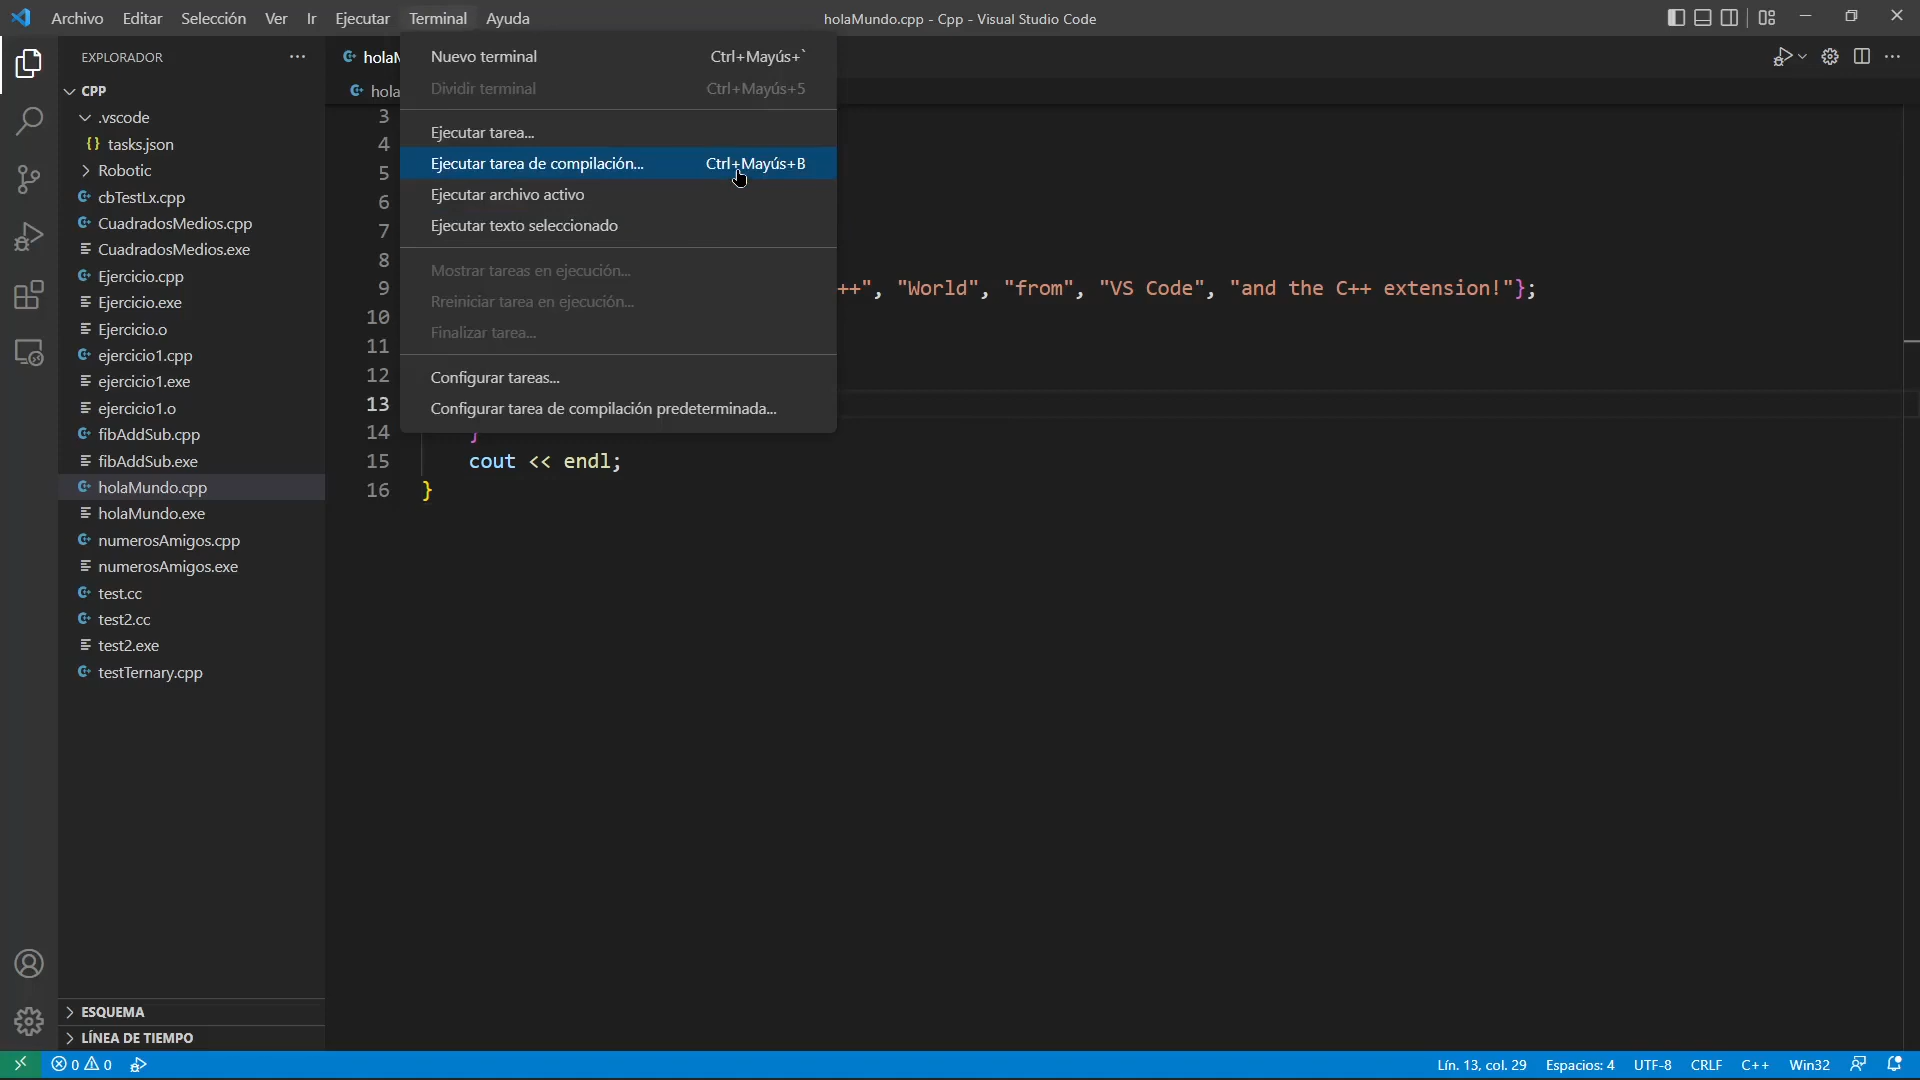 Archivo Editar Selección Ver Ir Ejecutar Terminal Ayuda
holaMundo.cpp - Cpp - Visual Studio Code
EXPLORADOR
CPP
.vscode
{} tasks.json
Robotic
cbTestLx.cpp
CuadradosMedios.cpp
CuadradosMedios.exe
Ejercicio.cpp
Ejercicio.exe
Ejercicio.o
ejercicio1.cpp
ejercicio1.exe
ejercicio1.o
fibAddSub.cpp
fibAddSub.exe
holaMundo.cpp
holaMundo.exe
numerosAmigos.cpp
numerosAmigos.exe
test.cc
test2.cc
test2.exe
testTernary.cpp
ESQUEMA
LÍNEA DE TIEMPO
Nuevo terminal Ctrl+Mayús+`
Dividir terminal Ctrl+Mayús+5
Ejecutar tarea...
Ejecutar tarea de compilación... Ctrl+Mayús+B
Ejecutar archivo activo
Ejecutar texto seleccionado
Mostrar tareas en ejecución...
Rreiniciar tarea en ejecución...
Finalizar tarea...
Configurar tareas...
Configurar tarea de compilación predeterminada...
3
4
5
6
7
8
9 ++", "World", "from", "VS Code", "and the C++ extension!"};
10
11
12
13
14 }
15 cout << endl;
16 }
0 0
Lín. 13, col. 29 Espacios: 4 UTF-8 CRLF C++ Win32